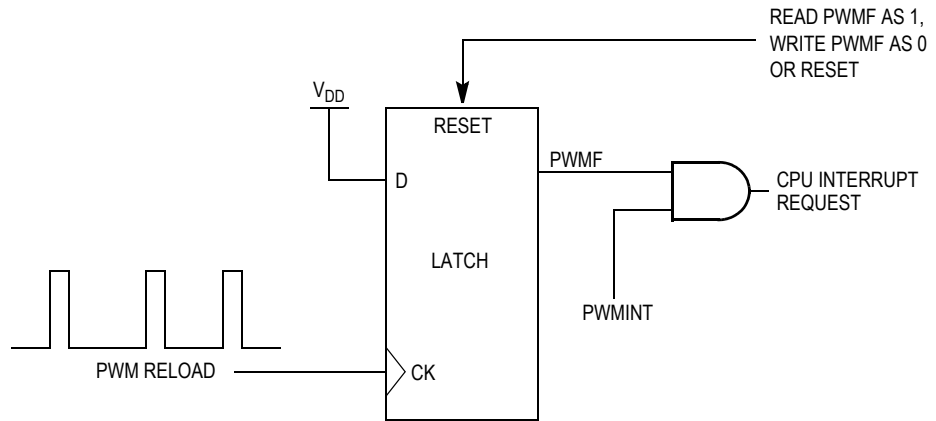 READ PWMF AS 1,
WRITE PWMF AS 0
OR RESET
VDD
RESET
PWMF
D
CPU INTERRUPT
REQUEST
LATCH
PWMINT
PWM RELOAD
CK